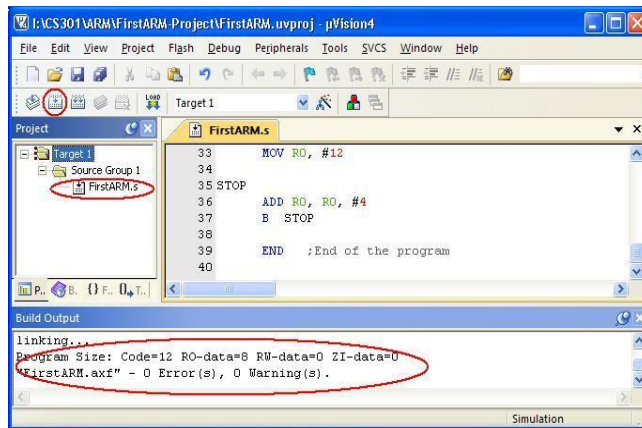 I:\CS301\ARM\FirstARM-Project\FirstARM.uvproj - µVision4
File Edit View Project Flash Debug Peripherals Tools SVCS Window Help
LOAD Target 1
Project
FirstARM.s
Target 1
Source Group 1
FirstARM.s
33 MOV R0, #12
34
35 STOP
36 ADD R0, R0, #4
37 B STOP
38
39 END ;End of the program
40
P.. B. {} F.. 0 T..
Build Output
linking...
Program Size: Code=12 RO-data=8 RW-data=0 ZI-data=0
"FirstARM.axf" - 0 Error(s), 0 Warning(s).
Simulation